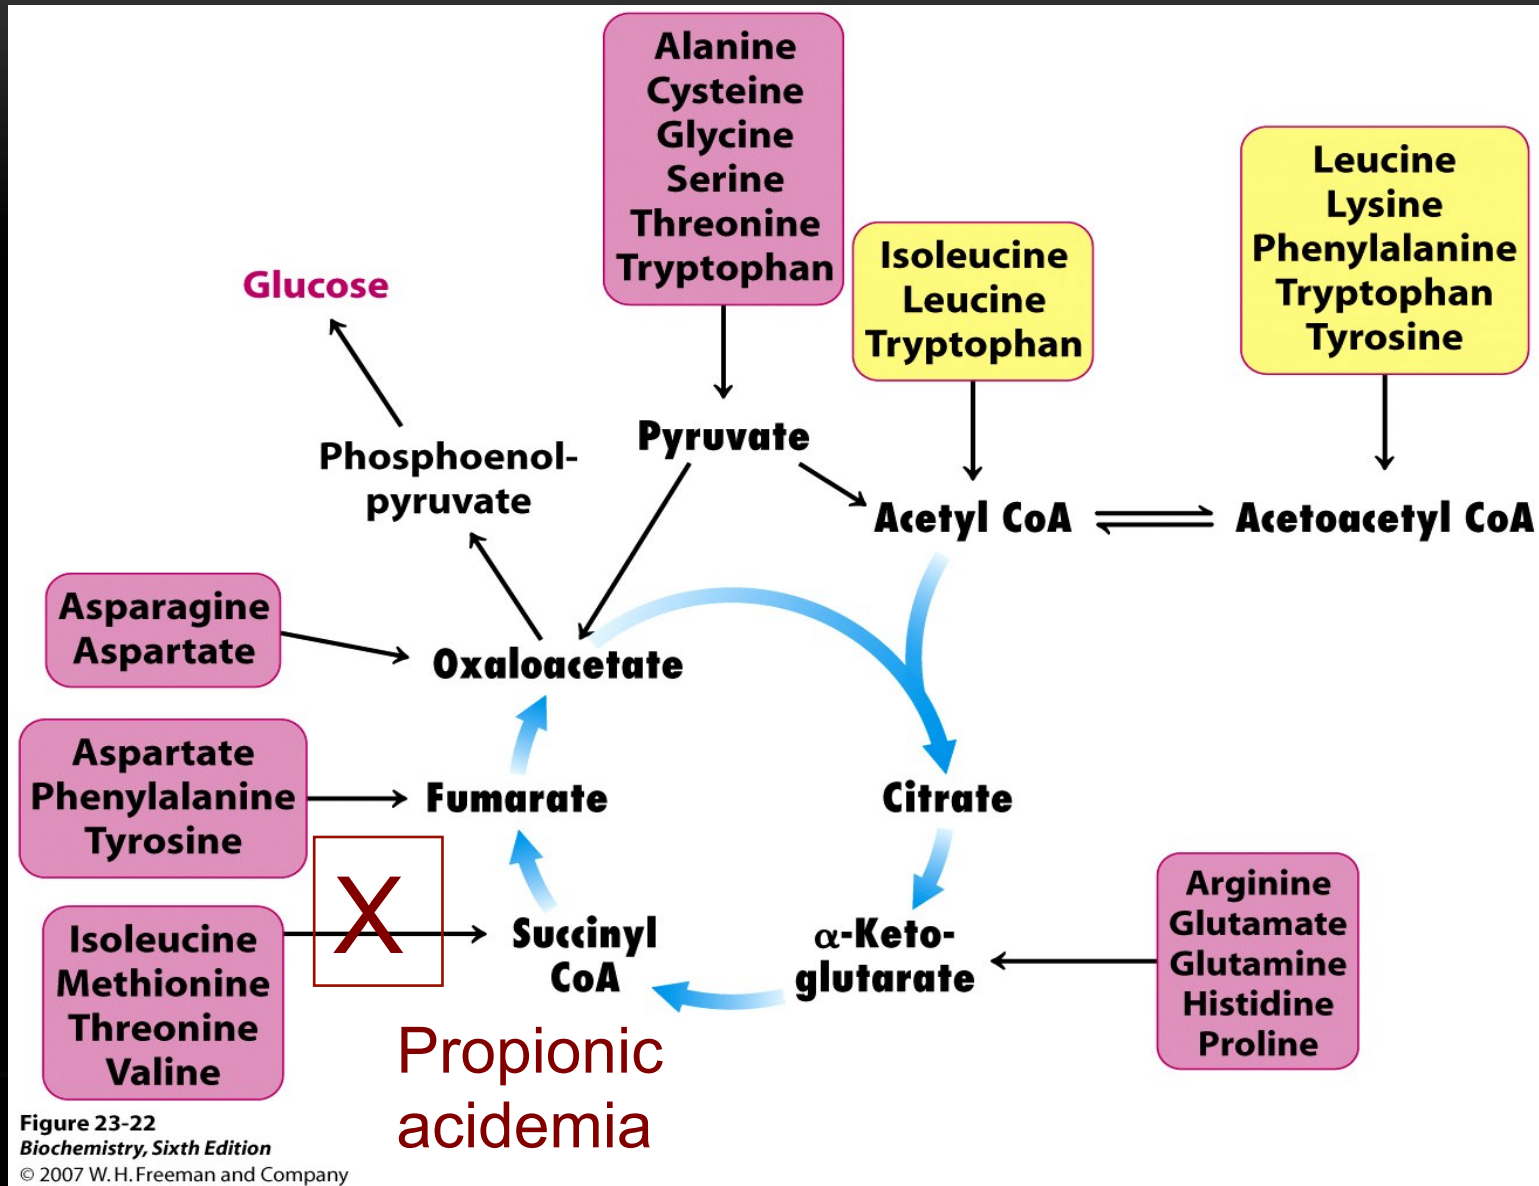 Alanine
Cysteine
Glycine
Serine
Threonine
Tryptophan
Isoleucine
Leucine
Tryptophan
Leucine
Lysine
Phenylalanine
Tryptophan
Tyrosine
Glucose
Phosphoenol-
pyruvate
Pyruvate
Acetyl CoA
Acetoacetyl CoA
Asparagine
Aspartate
Oxaloacetate
Aspartate
Phenylalanine
Tyrosine
Fumarate
Citrate
X
Isoleucine
Methionine
Threonine
Valine
Succinyl
CoA
α-Keto-
glutarate
Arginine
Glutamate
Glutamine
Histidine
Proline
Propionic
acidemia
Figure 23-22
Biochemistry, Sixth Edition
© 2007 W. H. Freeman and Company